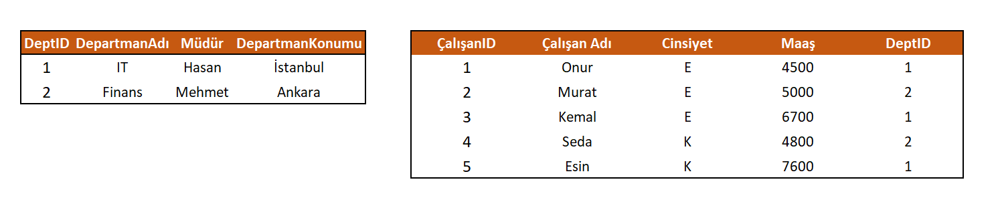 DeptID DepartmanAdı Müdür DepartmanKonumu
1 IT Hasan İstanbul
2 Finans Mehmet Ankara
ÇalışanID Çalışan Adı Cinsiyet Maaş DeptID
1 Onur E 4500 1
2 Murat E 5000 2
3 Kemal E 6700 1
4 Seda K 4800 2
5 Esin K 7600 1